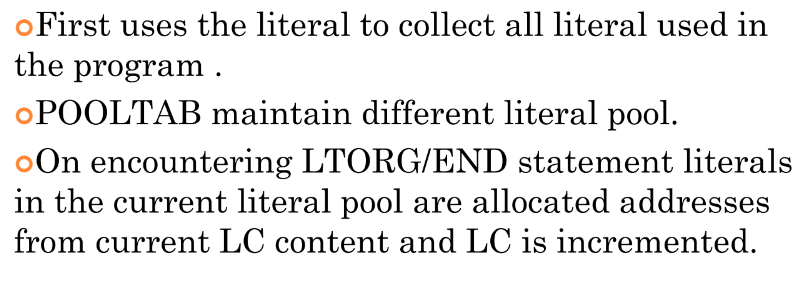 First uses the literal to collect all literal used in
the program .
POOLTAB maintain different literal pool.
On encountering LTORG/END statement literals
in the current literal pool are allocated addresses
from current LC content and LC is incremented.